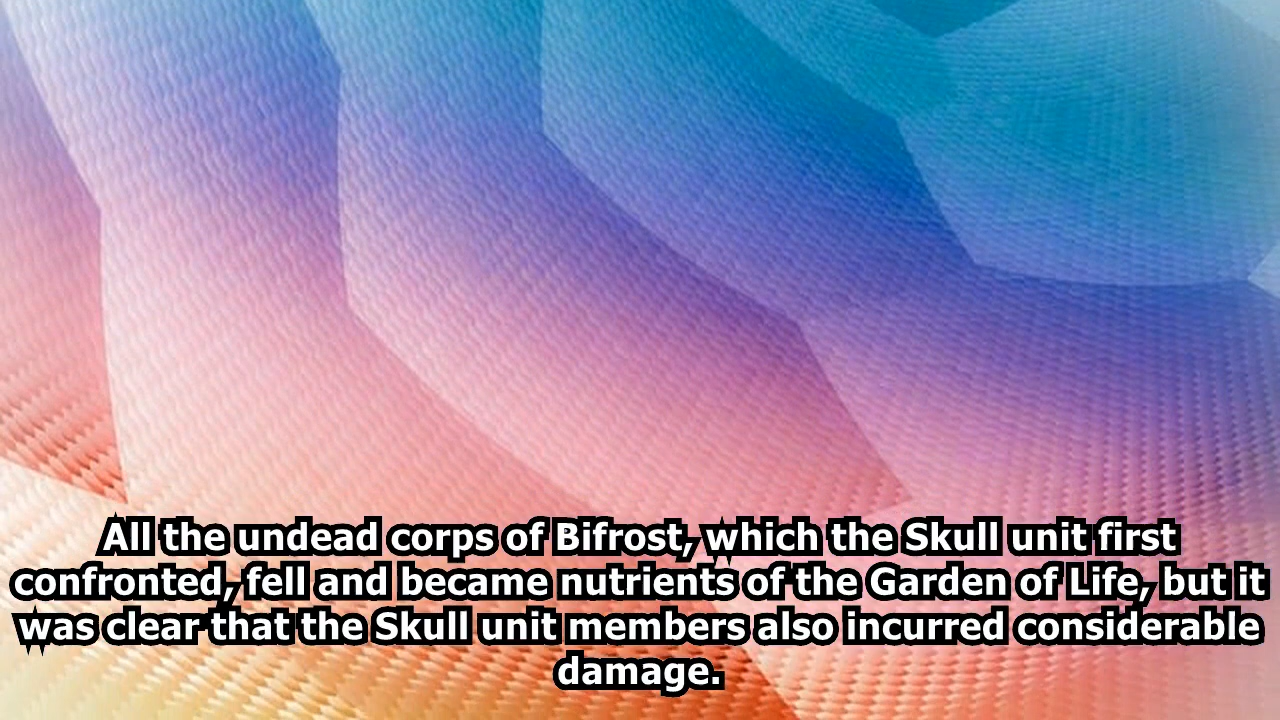 All the undead corps of Bifrost, which the Skull unit first
confronted, fell and became nutrients of the Garden of Life, but it
was clear that the Skull unit members also incurred considerable
damage.